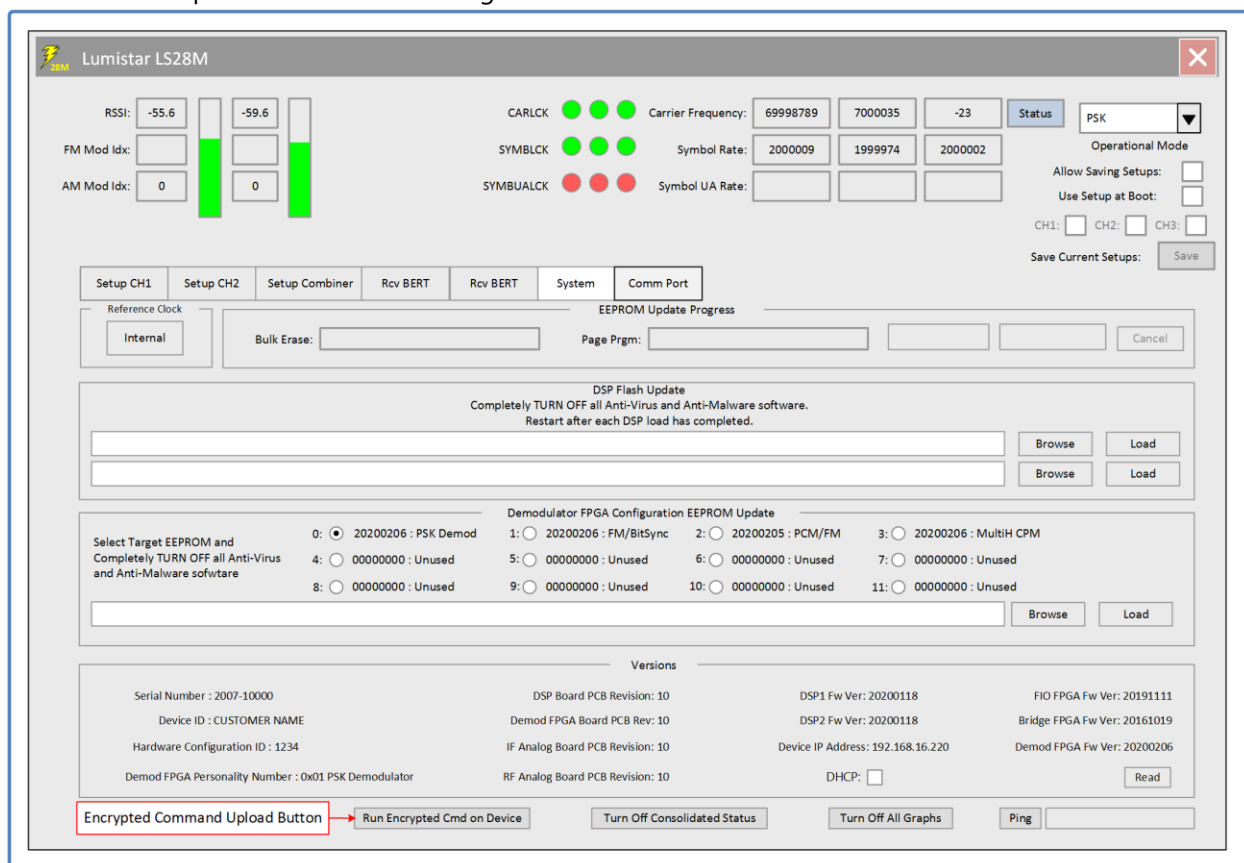 28M Lumistar LS28M
RSSI: -55.6 -59.6 CARLCK Carrier Frequency: 69998789 7000035 -23 Status PSK
FM Mod Idx: SYMBLCK Symbol Rate: 2000009 1999974 2000002 Operational Mode
AM Mod Idx: 0 0 SYMBUALCK Symbol UA Rate: Allow Saving Setups:
Use Setup at Boot:
CH1: CH2: CH3:
Save Current Setups: Save
Setup CH1 Setup CH2 Setup Combiner Rcv BERT Rcv BERT System Comm Port
Reference Clock EEPROM Update Progress
Internal Bulk Erase: Page Prgm: Cancel
DSP Flash Update
Completely TURN OFF all Anti-Virus and Anti-Malware software.
Restart after each DSP load has completed.
Browse Load
Browse Load
Demodulator FPGA Configuration EEPROM Update
Select Target EEPROM and
Completely TURN OFF all Anti-Virus
and Anti-Malware sofwtare
0: 20200206 : PSK Demod 1: 20200206 : FM/BitSync 2: 20200205 : PCM/FM 3: 20200206 : MultiH CPM
4: 00000000 : Unused 5: 00000000 : Unused 6: 00000000 : Unused 7: 00000000 : Unused
8: 00000000 : Unused 9: 00000000 : Unused 10: 00000000 : Unused 11: 00000000 : Unused
Browse Load
Versions
Serial Number : 2007-10000 DSP Board PCB Revision: 10 DSP1 Fw Ver: 20200118 FIO FPGA Fw Ver: 20191111
Device ID : CUSTOMER NAME Demod FPGA Board PCB Rev: 10 DSP2 Fw Ver: 20200118 Bridge FPGA Fw Ver: 20161019
Hardware Configuration ID : 1234 IF Analog Board PCB Revision: 10 Device IP Address: 192.168.16.220 Demod FPGA Fw Ver: 20200206
Demod FPGA Personality Number : 0x01 PSK Demodulator RF Analog Board PCB Revision: 10 DHCP: Read
Encrypted Command Upload Button Run Encrypted Cmd on Device Turn Off Consolidated Status Turn Off All Graphs Ping